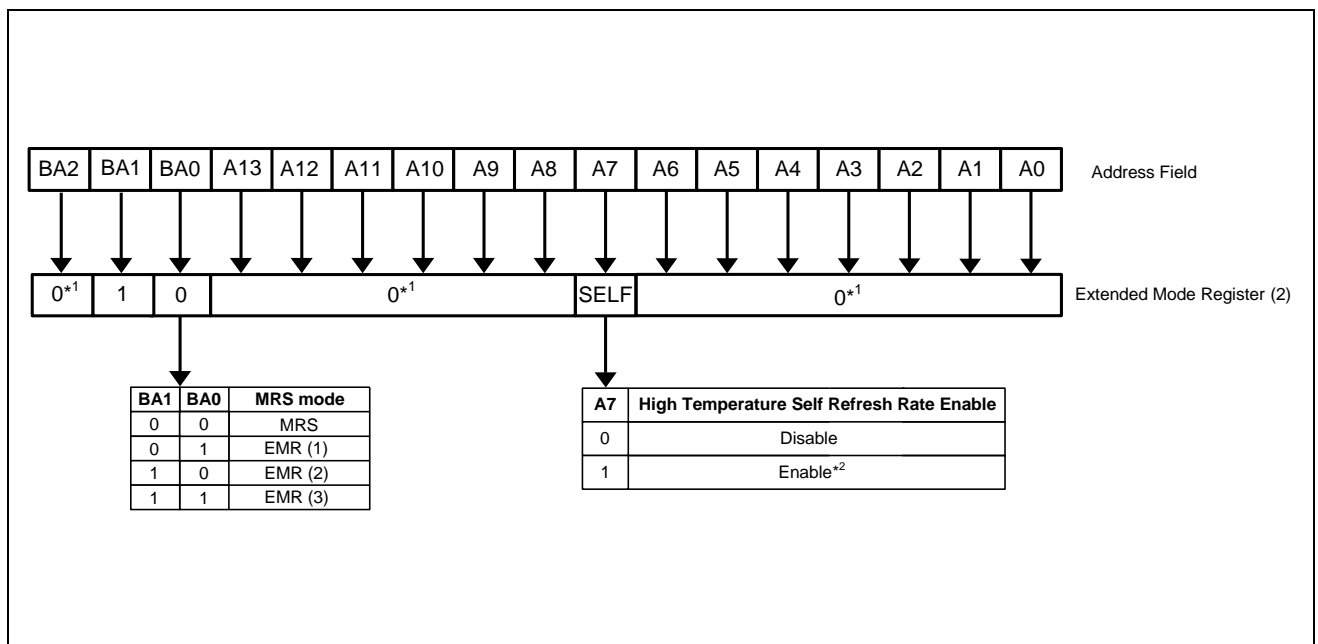 BA2 BA1 BA0 A13 A12 A11 A10 A9 A8 A7 A6 A5 A4 A3 A2 A1 A0 Address Field
0*1 1 0 0*1 SELF 0*1 Extended Mode Register (2)
BA1 BA0 MRS mode
0 0 MRS
0 1 EMR (1)
1 0 EMR (2)
1 1 EMR (3)
A7 High Temperature Self Refresh Rate Enable
0 Disable
1 Enable*2